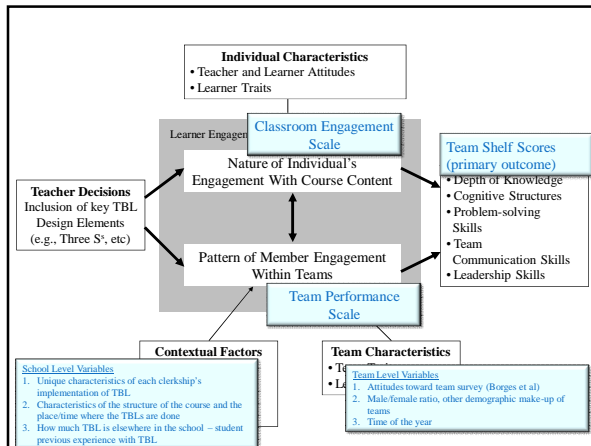 Individual Characteristics
• Teacher and Learner Attitudes
• Learner Traits
Learner Engagem
Classroom Engagement
Scale
Nature of Individual's
Engagement With Course Content
Team Shelf Scores
(primary outcome)
• Depth of Knowledge
• Cognitive Structures
• Problem-solving
Skills
• Team
Communication Skills
• Leadership Skills
Teacher Decisions
Inclusion of key TBL
Design Elements
(e.g., Three Sˢ, etc)
Pattern of Member Engagement
Within Teams
Team Performance
Scale
Contextual Factors
School Level Variables
1. Unique characteristics of each clerkship's
implementation of TBL
2. Characteristics of the structure of the course and the
place/time where the TBLs are done
3. How much TBL is elsewhere in the school – student
previous experience with TBL
Team Characteristics
Team Level Variables
1. Attitudes toward team survey (Borges et al)
2. Male/female ratio, other demographic make-up of
teams
3. Time of the year